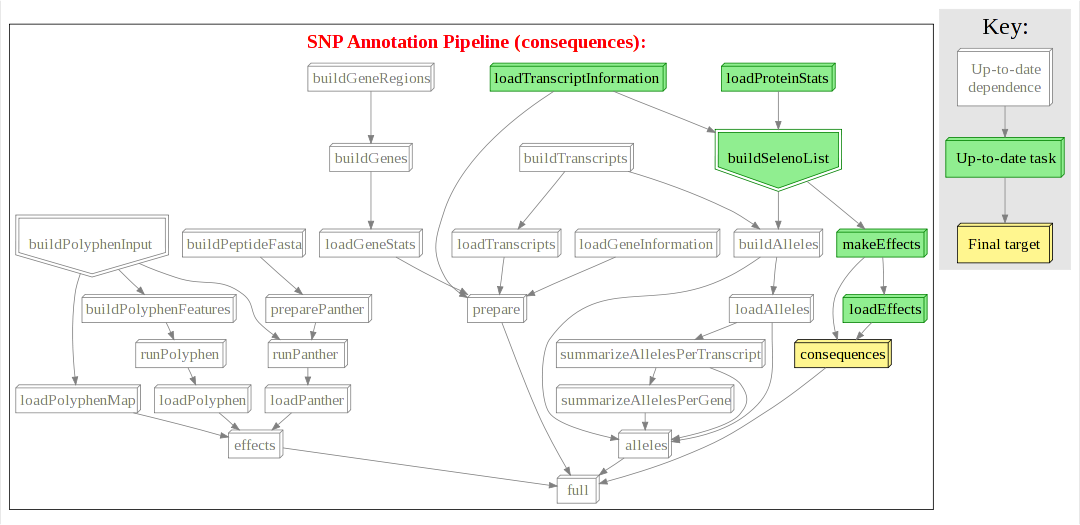 SNP Annotation Pipeline (consequences):
buildGeneRegions
loadTranscriptInformation
loadProteinStats
buildGenes
buildTranscripts
buildSelenoList
buildPolyphenInput
buildPeptideFasta
loadGeneStats
loadTranscripts
loadGeneInformation
buildAlleles
makeEffects
buildPolyphenFeatures
preparePanther
prepare
loadAlleles
loadEffects
runPolyphen
runPanther
summarizeAllelesPerTranscript
consequences
loadPolyphenMap
loadPolyphen
loadPanther
summarizeAllelesPerGene
effects
alleles
full
Key:
Up-to-date
dependence
Up-to-date task
Final target